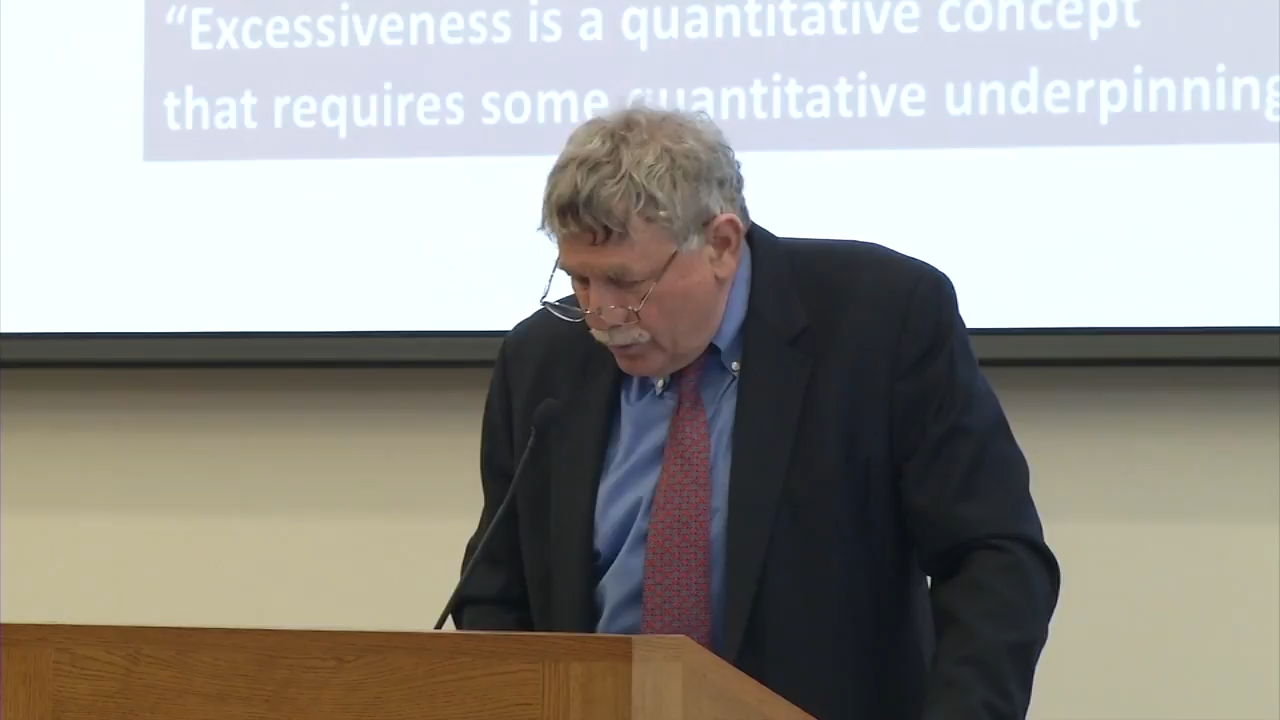 “Excessiveness is a quantitative concept
that requires some quantitative underpinning